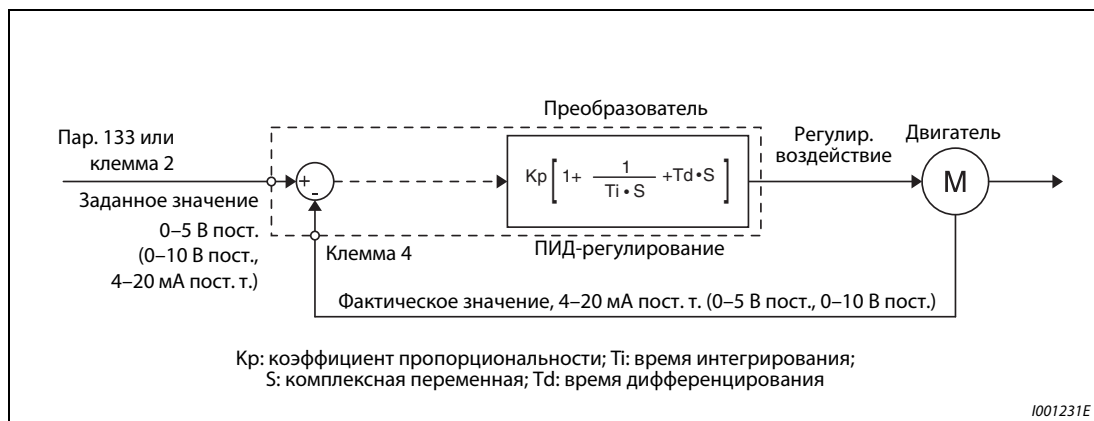 Преобразователь
Пар. 133 или
клемма 2
Заданное значение
0–5 В пост.
(0–10 В пост.,
4–20 мА пост. т.)
+
-
Kp [ 1+ 1 / Ti • S +Td•S ]
Регулир.
воздействие
Двигатель
M
Клемма 4
ПИД-регулирование
Фактическое значение, 4–20 мА пост. т. (0–5 В пост., 0–10 В пост.)
Kp: коэффициент пропорциональности; Ti: время интегрирования;
S: комплексная переменная; Td: время дифференцирования
I001231E